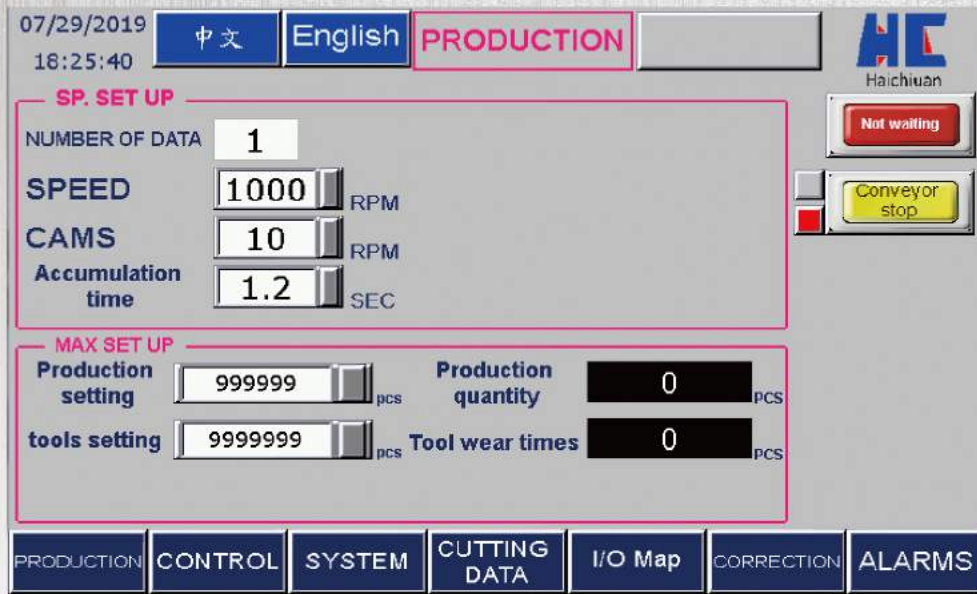 07/29/2019
18:25:40
中文
English
PRODUCTION
Haichiuan
SP. SET UP
NUMBER OF DATA 1
SPEED 1000 RPM
CAMS 10 RPM
Accumulation
time 1.2 SEC
Not waiting
Conveyor
stop
MAX SET UP
Production
setting 999999 pcs
Production
quantity 0 PCS
tools setting 9999999 pcs
Tool wear times 0 PCS
PRODUCTION
CONTROL
SYSTEM
CUTTING
DATA
I/O Map
CORRECTION
ALARMS